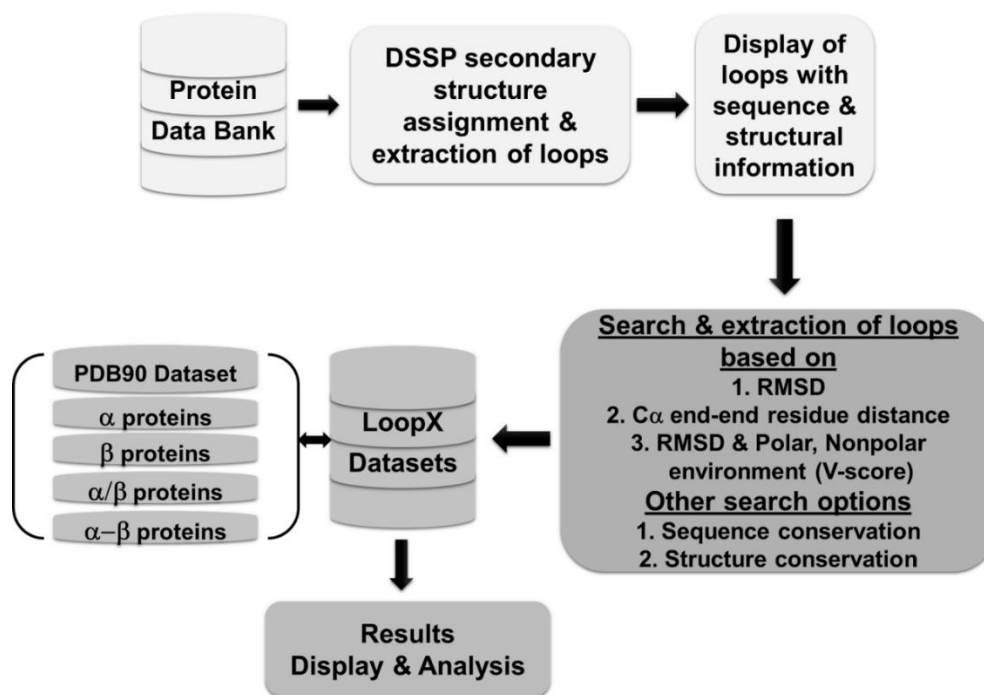 Protein
Data Bank
DSSP secondary
structure
assignment &
extraction of loops
Display of
loops with
sequence &
structural
information
Search & extraction of loops
based on
1. RMSD
2. Cα end-end residue distance
3. RMSD & Polar, Nonpolar
environment (V-score)
Other search options
1. Sequence conservation
2. Structure conservation
LoopX
Datasets
PDB90 Dataset
α proteins
β proteins
α/β proteins
α−β proteins
Results
Display & Analysis